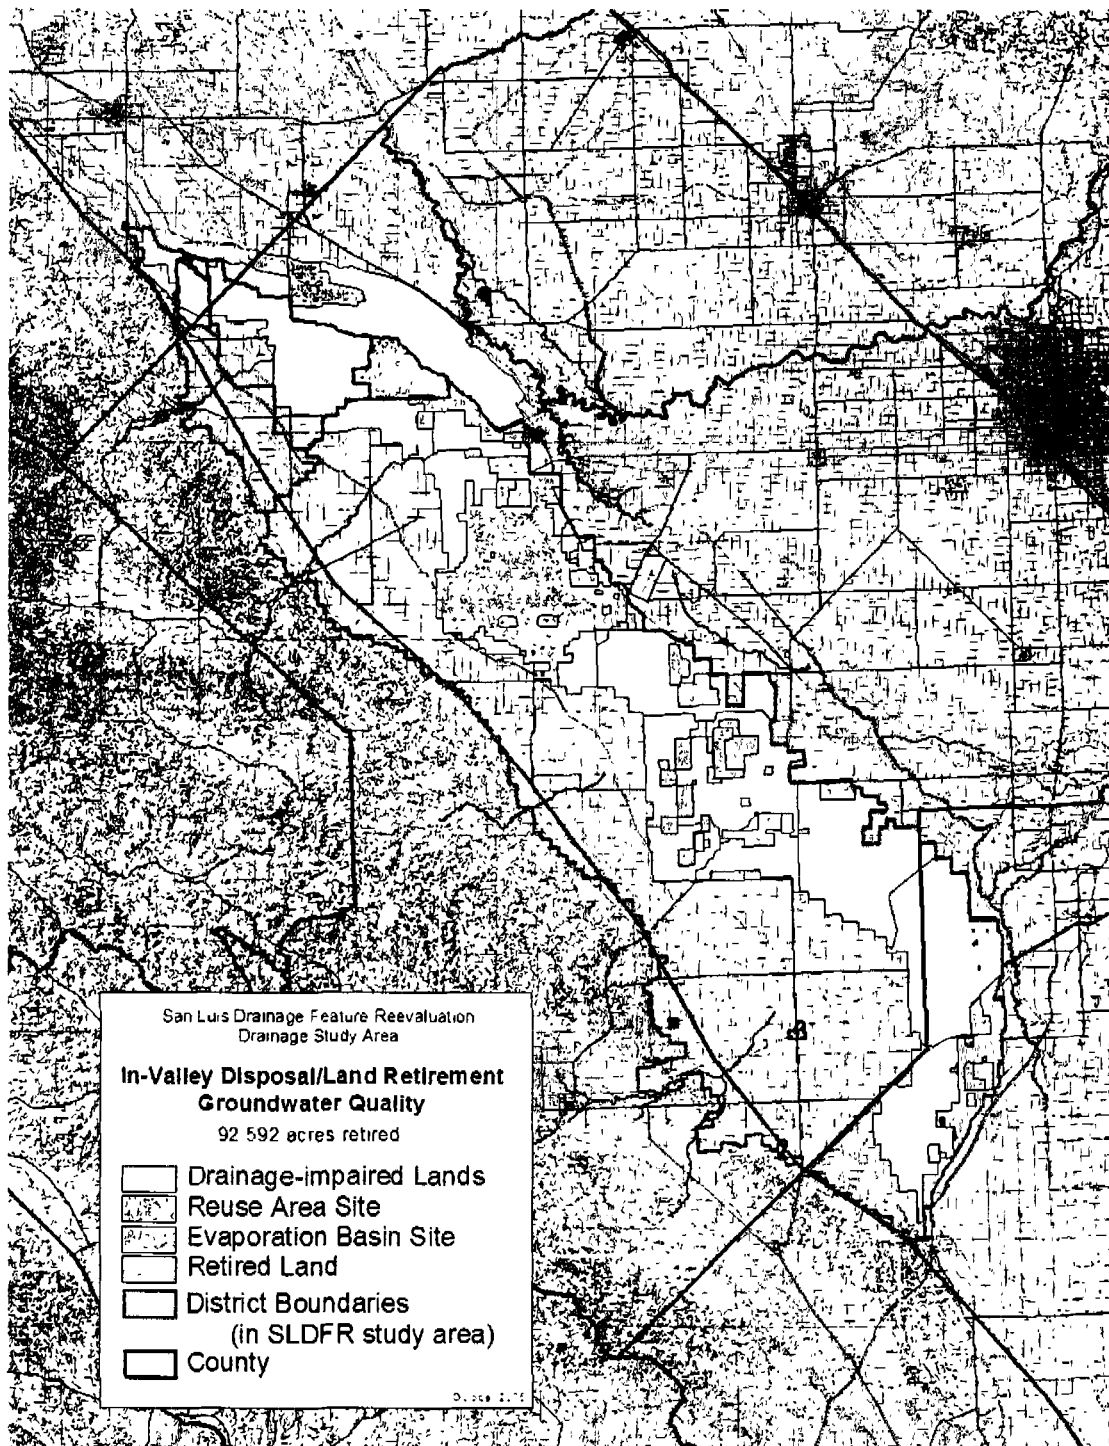 San Luis Drainage Feature Reevaluation
Drainage Study Area
In-Valley Disposal/Land Retirement
Groundwater Quality
92 592 acres retired
Drainage-impaired Lands
Reuse Area Site
Evaporation Basin Site
Retired Land
District Boundaries
(in SLDFR study area)
County